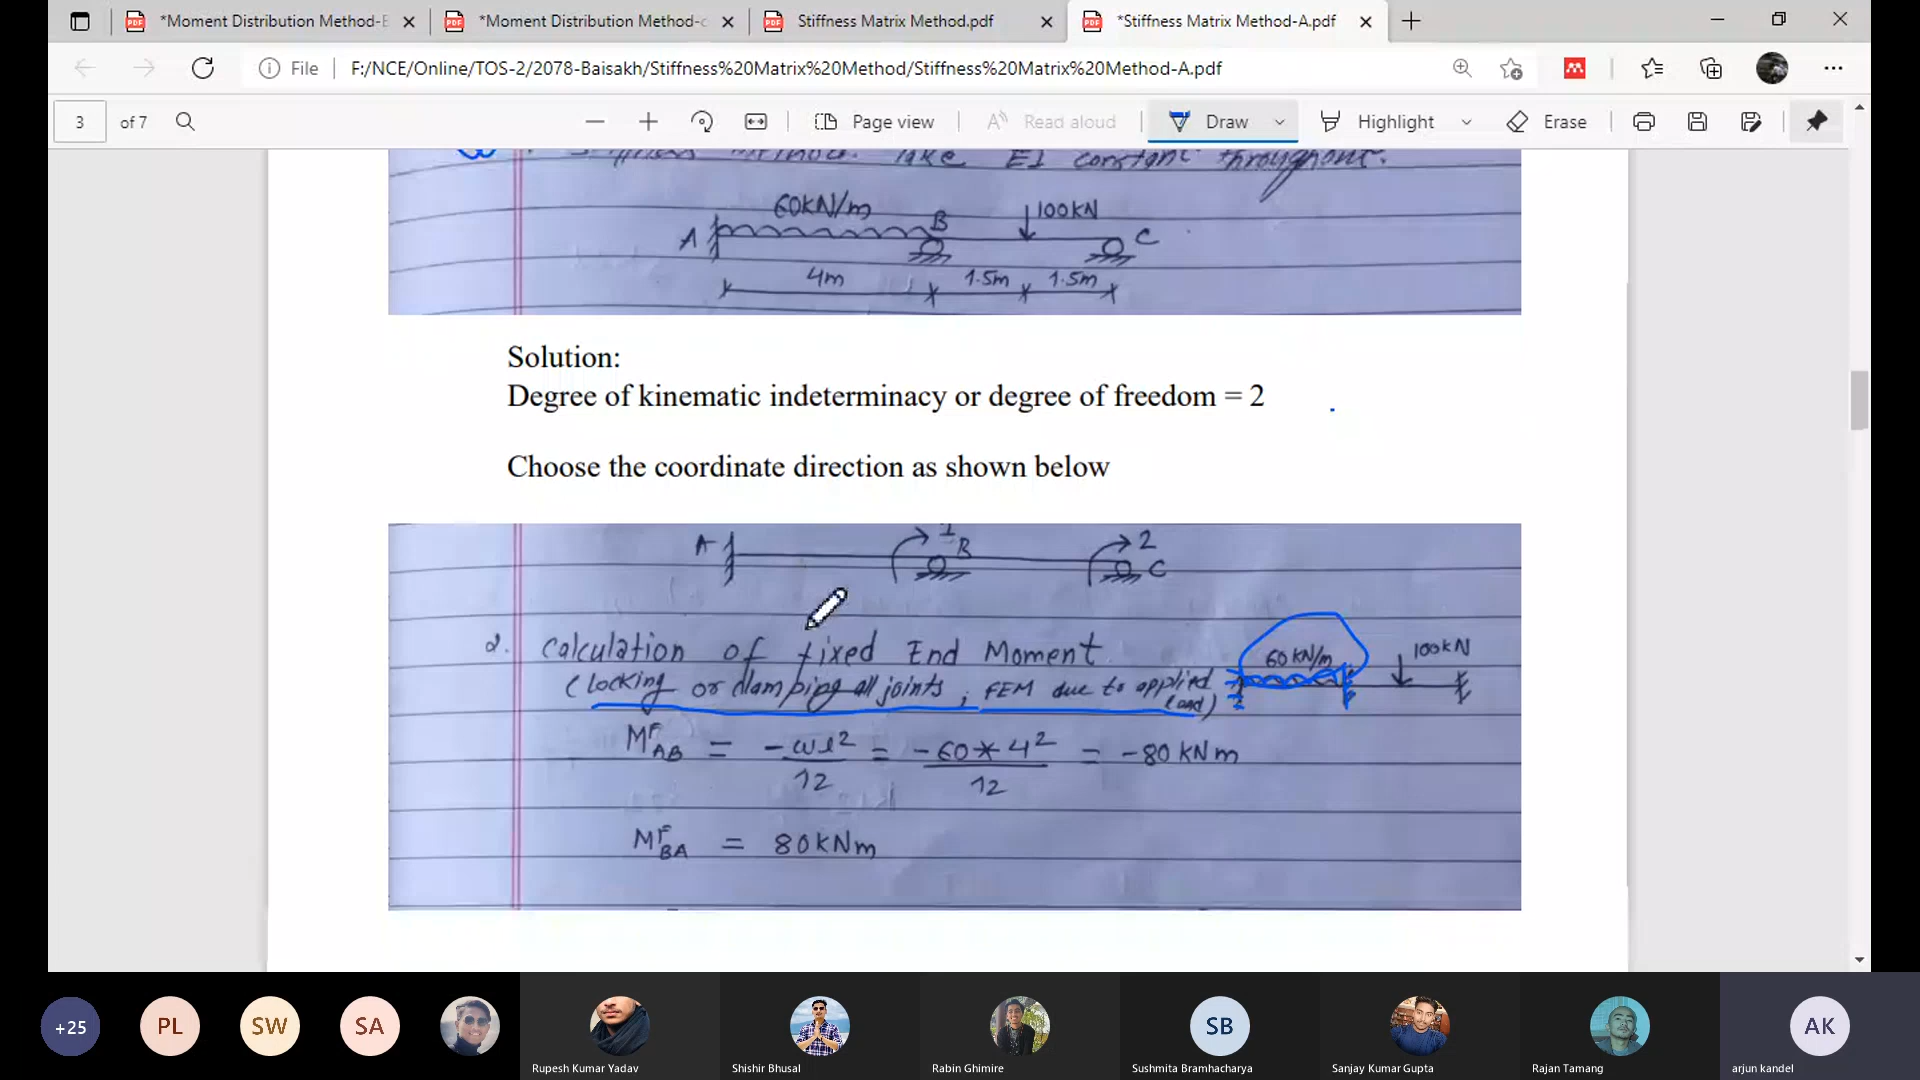 *Moment Distribution Method-E
*Moment Distribution Method-c
Stiffness Matrix Method.pdf
*Stiffness Matrix Method-A.pdf
File
F:/NCE/Online/TOS-2/2078-Baisakh/Stiffness%20Matrix%20Method/Stiffness%20Matrix%20Method-A.pdf
3 of 7
Page view
Read aloud
Draw
Highlight
Erase
Take EI constant throughout.
60kN/m B 100kN
A C
4m 1.5m 1.5m
Solution:
Degree of kinematic indeterminacy or degree of freedom = 2
Choose the coordinate direction as shown below
A 1 B 2 C
2. Calculation of fixed End Moment
60 kN/m 100kN
(Locking or clamping all joints, FEM due to applied load)
M^F_AB = -wl²/12 = -60*4²/12 = -80 kNm
M^F_BA = 80kNm
+25 PL SW SA SB AK
Rupesh Kumar Yadav
Shishir Bhusal
Rabin Ghimire
Sushmita Bramhacharya
Sanjay Kumar Gupta
Rajan Tamang
arjun kandel